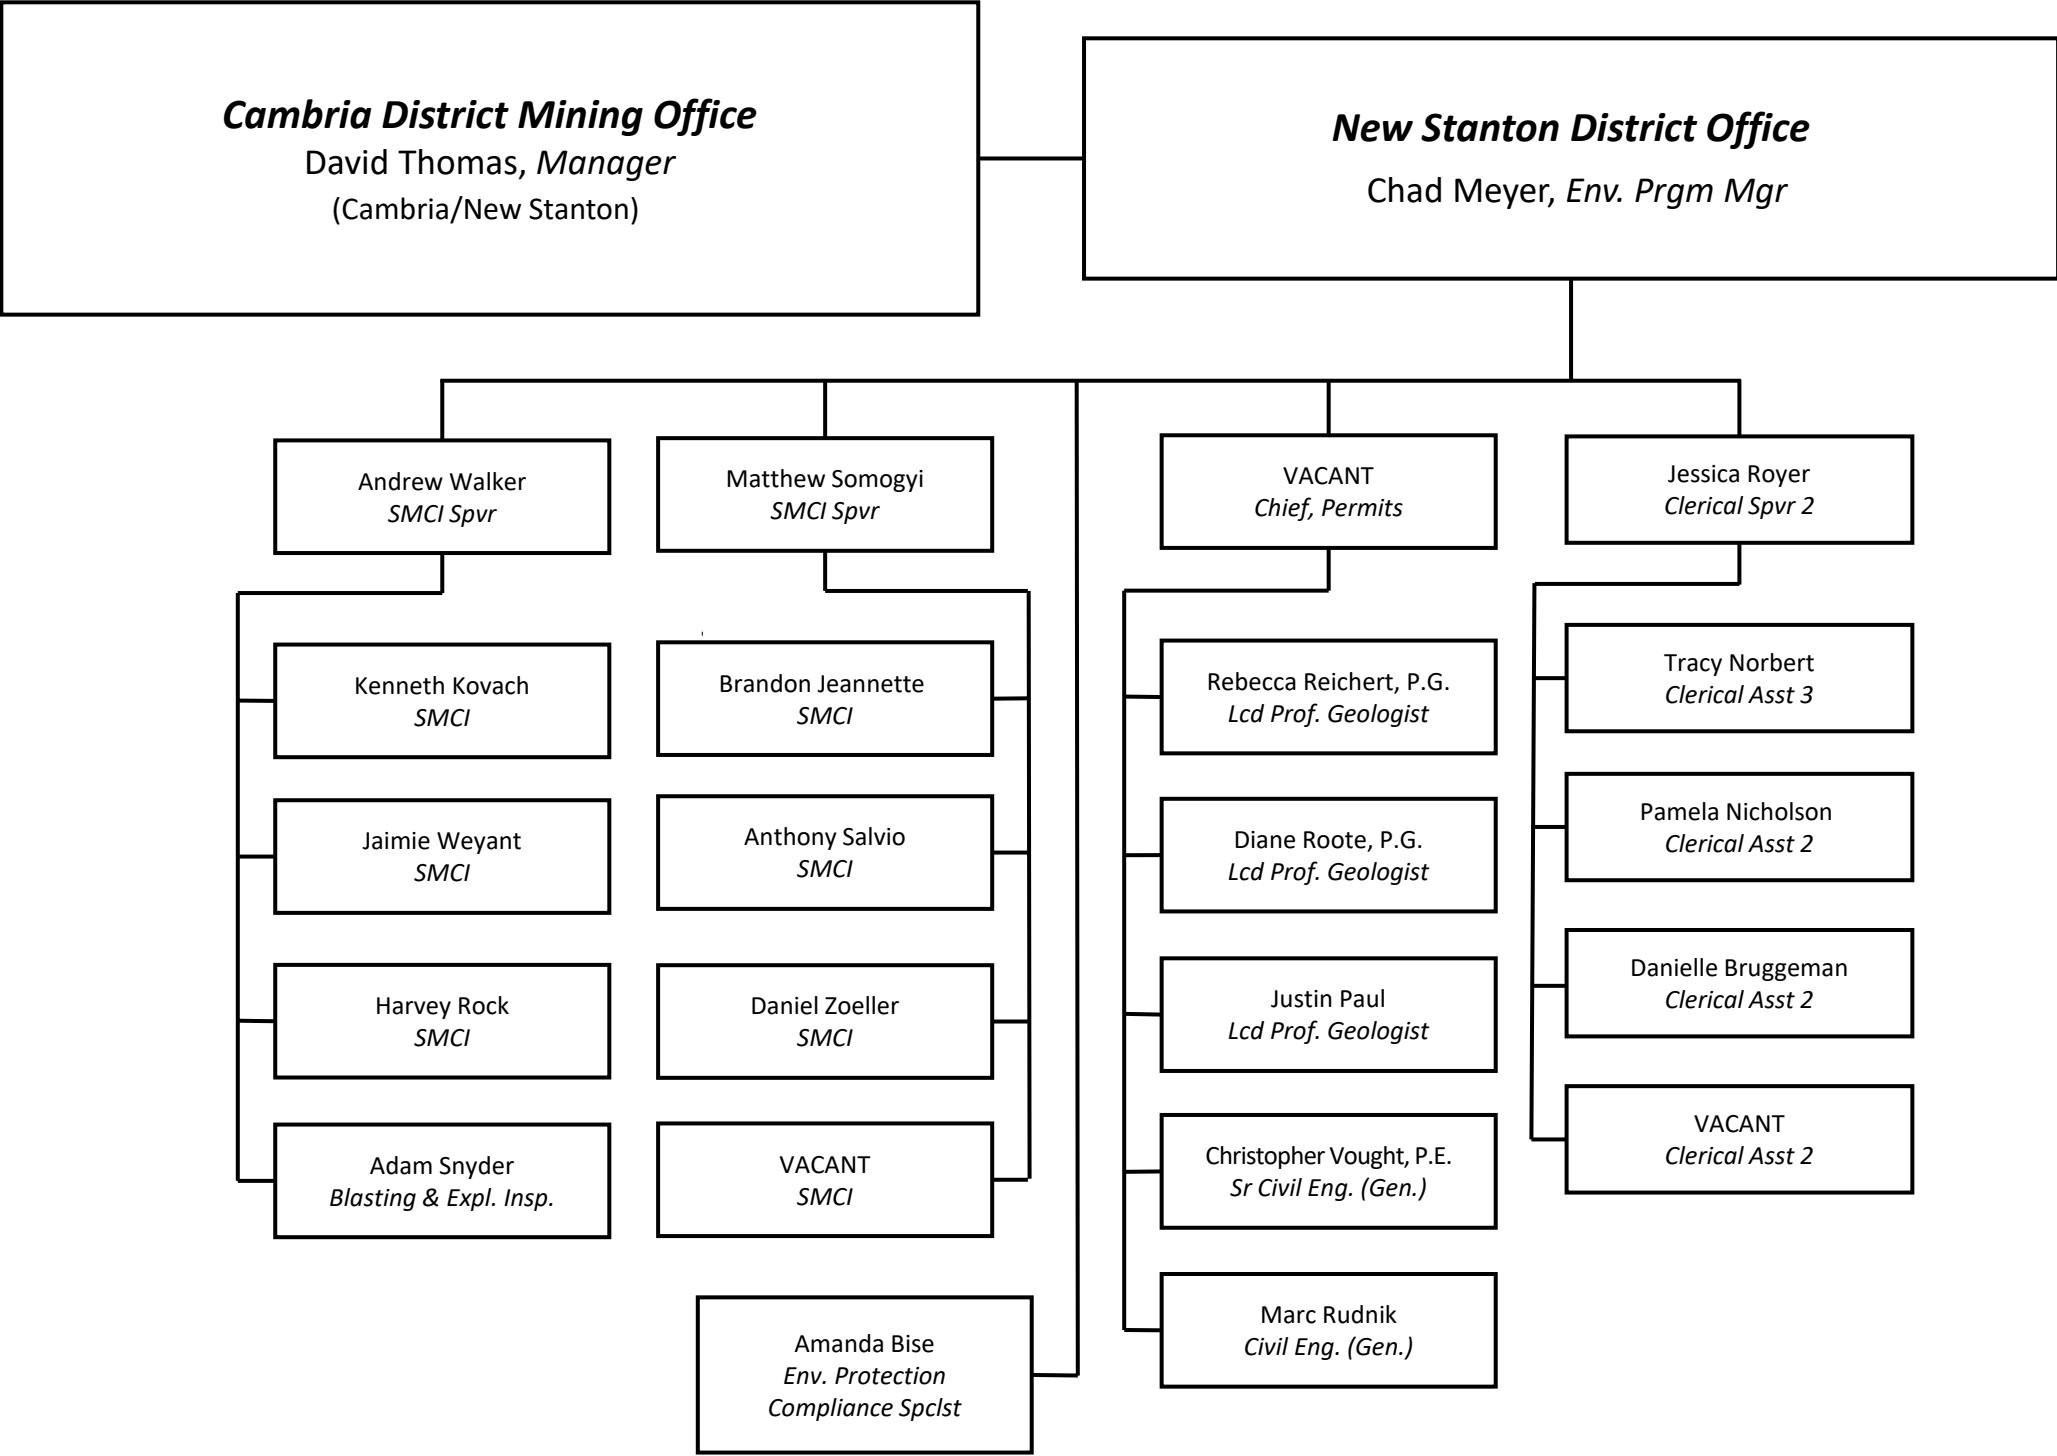 Cambria District Mining Office
David Thomas, Manager
(Cambria/New Stanton)
New Stanton District Office
Chad Meyer, Env. Prgm Mgr
Andrew Walker
SMCI Spvr
Kenneth Kovach
SMCI
Jaimie Weyant
SMCI
Harvey Rock
SMCI
Adam Snyder
Blasting & Expl. Insp.
Matthew Somogyi
SMCI Spvr
Brandon Jeannette
SMCI
Anthony Salvio
SMCI
Daniel Zoeller
SMCI
VACANT
SMCI
Amanda Bise
Env. Protection
Compliance Spclst
VACANT
Chief, Permits
Rebecca Reichert, P.G.
Lcd Prof. Geologist
Diane Roote, P.G.
Lcd Prof. Geologist
Justin Paul
Lcd Prof. Geologist
Christopher Vought, P.E.
Sr Civil Eng. (Gen.)
Marc Rudnik
Civil Eng. (Gen.)
Jessica Royer
Clerical Spvr 2
Tracy Norbert
Clerical Asst 3
Pamela Nicholson
Clerical Asst 2
Danielle Bruggeman
Clerical Asst 2
VACANT
Clerical Asst 2